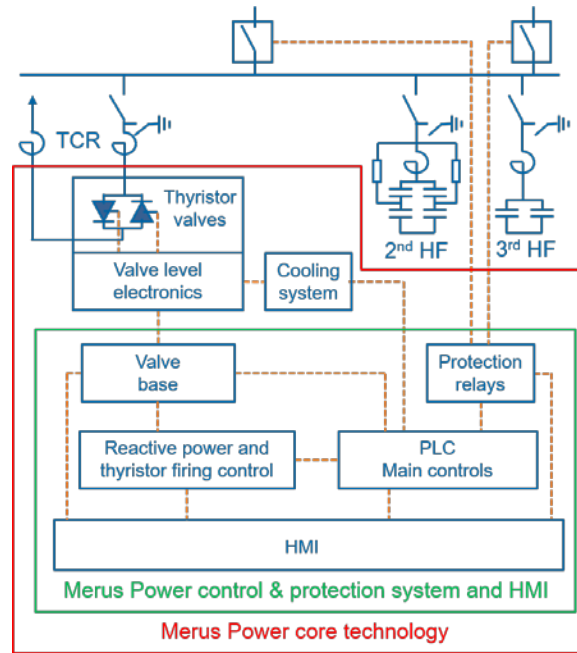 TCR
Thyristor
valves
2nd HF
3rd HF
Valve level
electronics
Cooling
system
Valve
base
Protection
relays
Reactive power and
thyristor firing control
PLC
Main controls
HMI
Merus Power control & protection system and HMI
Merus Power core technology